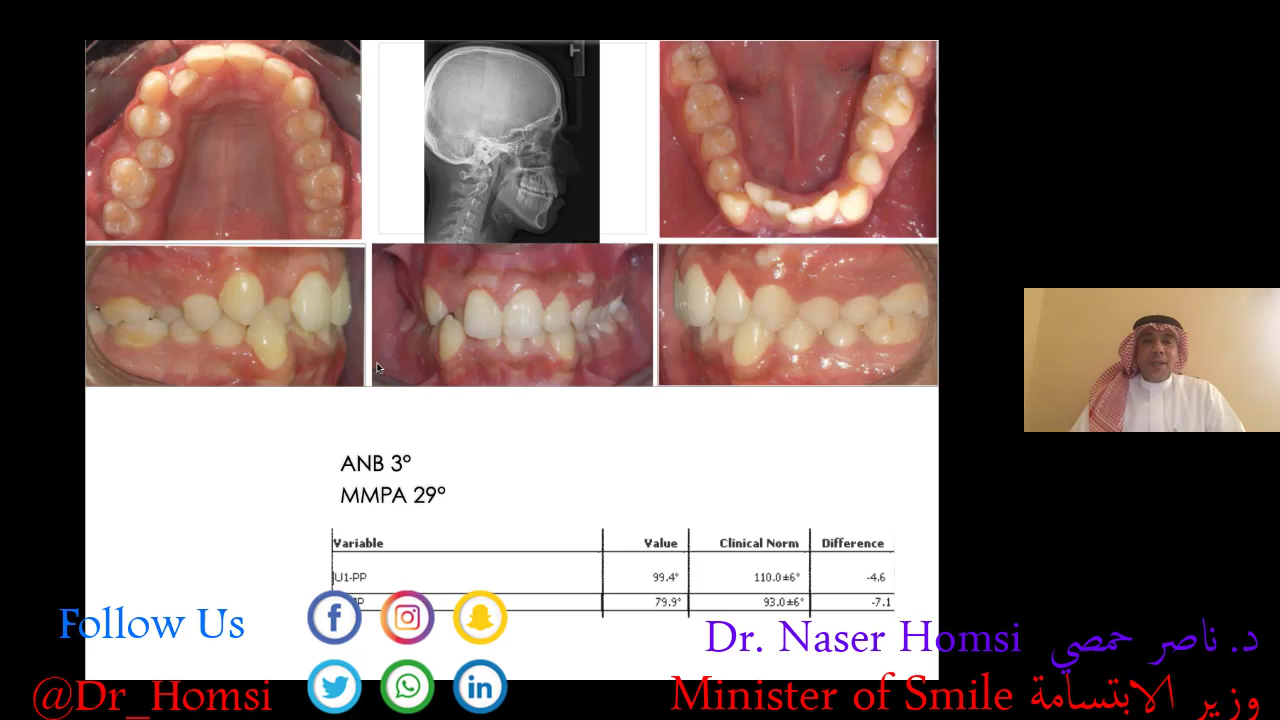 ANB 3°
MMPA 29°
Variable Value Clinical Norm Difference
U1-PP 99.4° 110.0±6° -4.6
79.9° 93.0±6° -7.1
Follow Us
Dr. Naser Homsi د. ناصر حمصي
@Dr_Homsi
Minister of Smile وزير الابتسامة